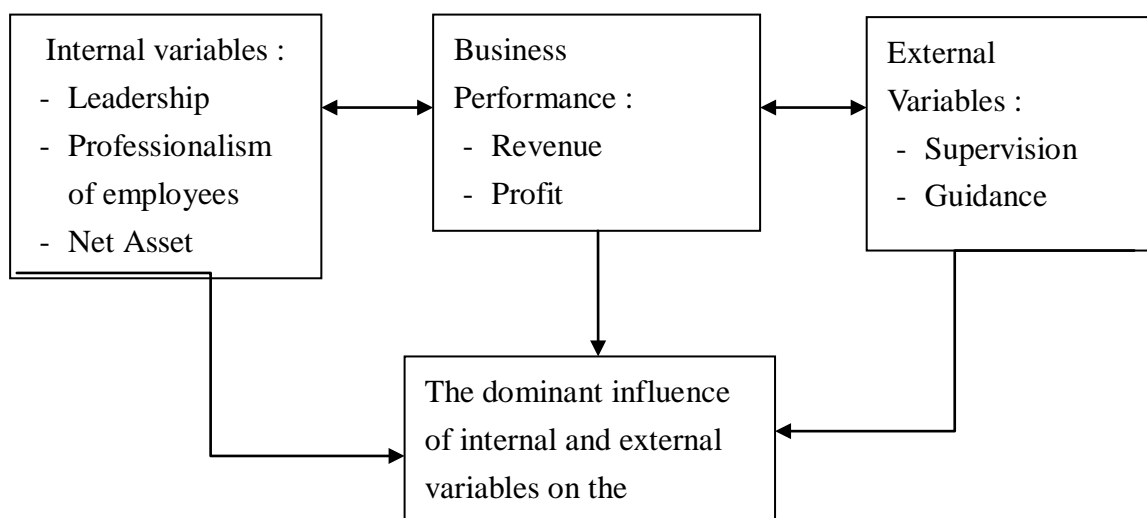 Internal variables :
- Leadership
- Professionalism
of employees
- Net Asset
Business
Performance :
- Revenue
- Profit
External
Variables :
- Supervision
- Guidance
The dominant influence
of internal and external
variables on the